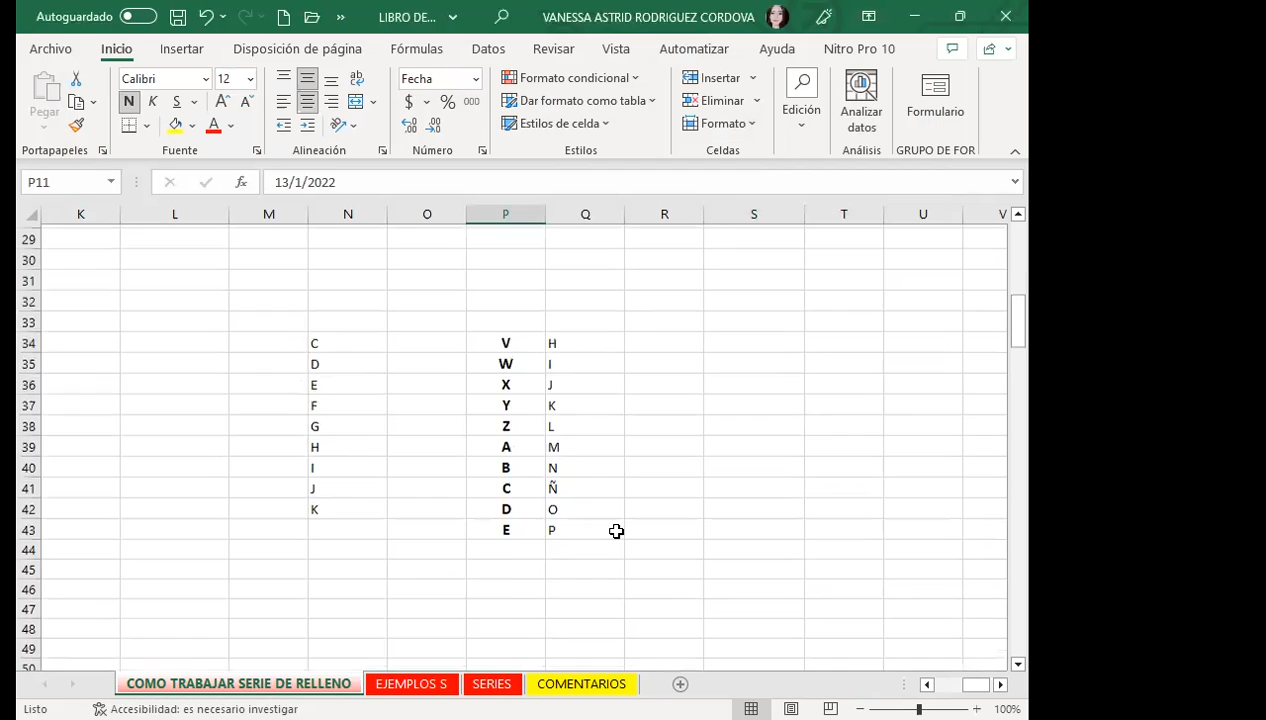 Autoguardado LIBRO DE... VANESSA ASTRID RODRIGUEZ CORDOVA
Archivo Inicio Insertar Disposición de página Fórmulas Datos Revisar Vista Automatizar Ayuda Nitro Pro 10
Pegar Calibri 12 Fecha Formato condicional Insertar Edición Analizar datos Formulario
N K S A A $ % 000 Dar formato como tabla Eliminar
A Estilos de celda Formato
Portapapeles Fuente Alineación Número Estilos Celdas Análisis GRUPO DE FOR
P11 fx 13/1/2022
K L M N O P Q R S T U V
29
30
31
32
33
34 C V H
35 D W I
36 E X J
37 F Y K
38 G Z L
39 H A M
40 I B N
41 J C Ñ
42 K D O
43 E P
44
45
46
47
48
49
50
COMO TRABAJAR SERIE DE RELLENO EJEMPLOS S SERIES COMENTARIOS
Listo Accesibilidad: es necesario investigar 100%